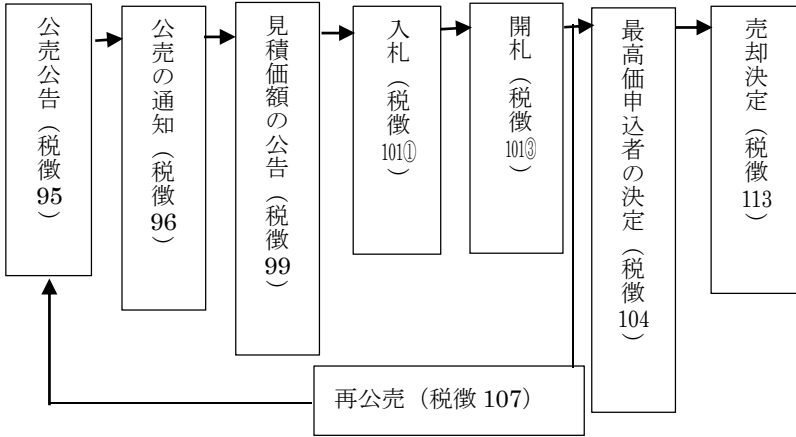 公売公告（税徴95）
公売の通知（税徴96）
見積価額の公告（税徴99）
入札（税徴101①）
開札（税徴101③）
最高価申込者の決定（税徴104）
売却決定（税徴113）
再公売（税徴107）